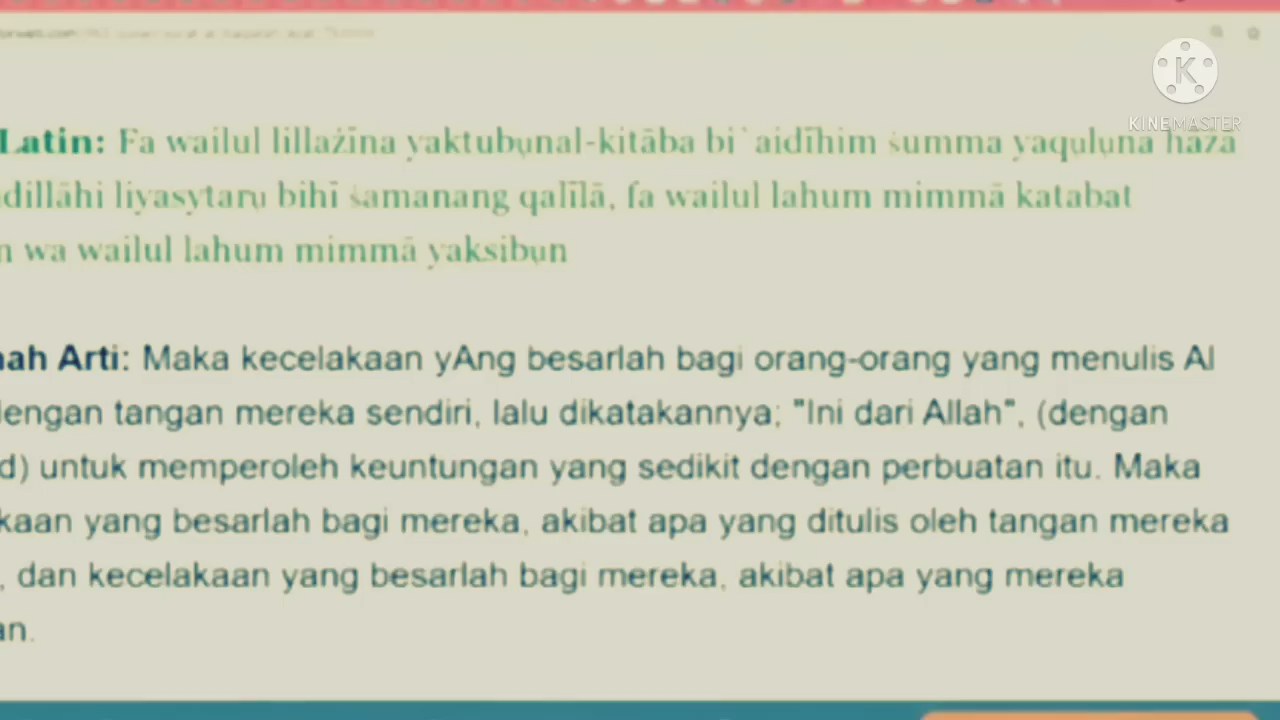 KINEMASTER
Latin: Fa wailul lillażīna yaktubụnal-kitāba bi`aidīhim ṡumma yaqulụna hāżā
dillāhi liyasytarụ bihī ṡamanang qalīlā, fa wailul lahum mimmā katabat
n wa wailul lahum mimmā yaksibụn
ah Arti: Maka kecelakaan yAng besarlah bagi orang-orang yang menulis Al
dengan tangan mereka sendiri, lalu dikatakannya; "Ini dari Allah", (dengan
d) untuk memperoleh keuntungan yang sedikit dengan perbuatan itu. Maka
kaan yang besarlah bagi mereka, akibat apa yang ditulis oleh tangan mereka
, dan kecelakaan yang besarlah bagi mereka, akibat apa yang mereka
an.